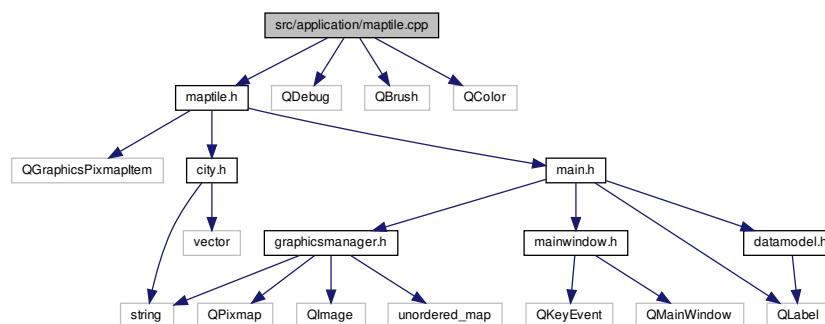 src/application/maptile.cpp
maptile.h
QDebug
QBrush
QColor
QGraphicsPixmapItem
city.h
main.h
vector
graphicsmanager.h
mainwindow.h
datamodel.h
string
QPixmap
QImage
unordered_map
QKeyEvent
QMainWindow
QLabel